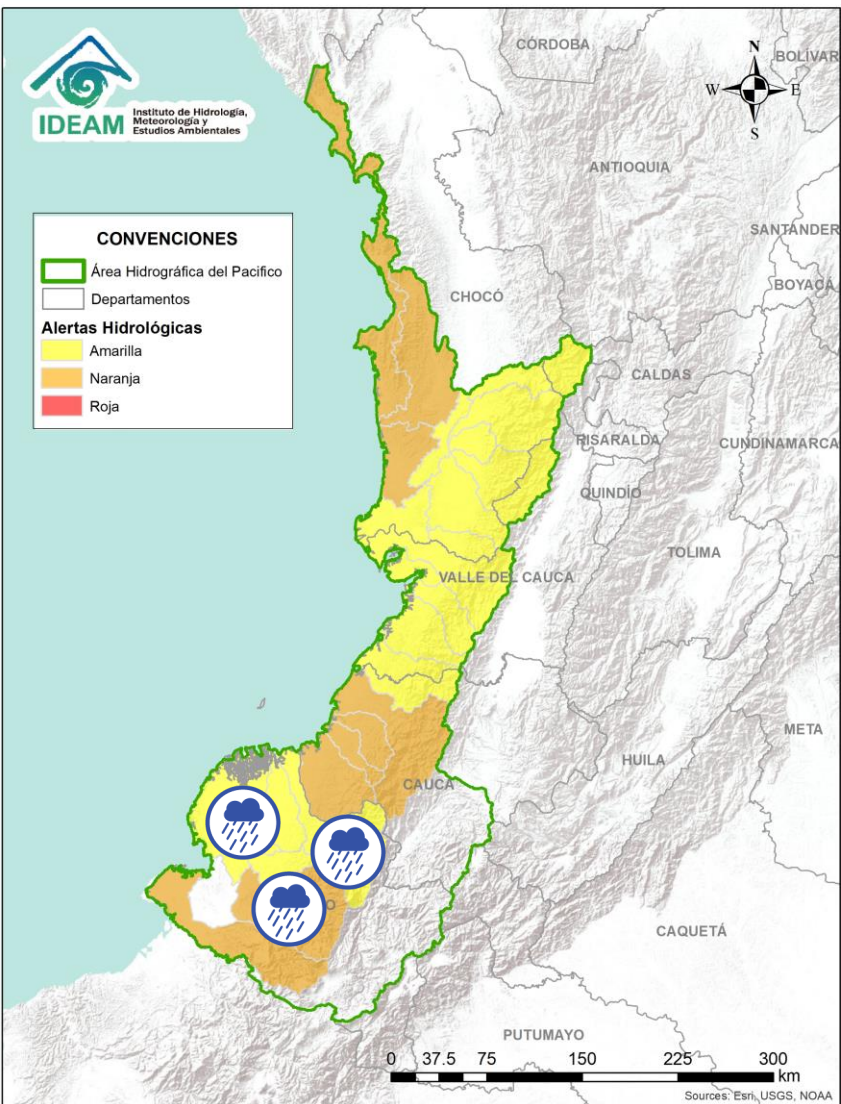 IDEAM
Instituto de Hidrología,
Meteorología y
Estudios Ambientales
CÓRDOBA
BOLÍVAR
N
W
E
S
ANTIOQUIA
SANTANDER
BOYACÁ
CONVENCIONES
Área Hidrográfica del Pacifico
Departamentos
Alertas Hidrológicas
Amarilla
Naranja
Roja
CHOCÓ
CALDAS
RISARALDA
CUNDINAMARCA
QUINDÍO
TOLIMA
VALLE DEL CAUCA
META
HUILA
CAUCA
O
CAQUETÁ
PUTUMAYO
0 37.5 75 150 225 300
km
Sources: Esri, USGS, NOAA